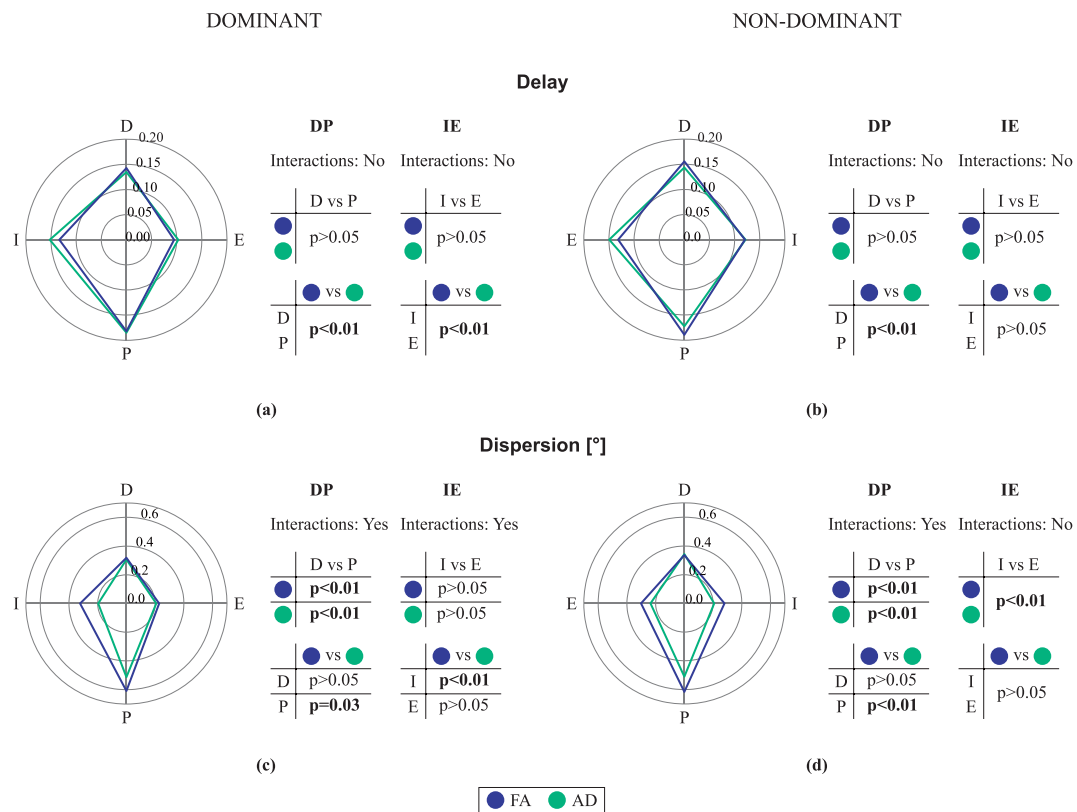 DOMINANT NON-DOMINANT
Delay
D
0.20
0.15
0.10
0.05
0.00
I
E
P
DP IE
Interactions: No Interactions: No
D vs P I vs E
p>0.05 p>0.05
vs vs
D I
p<0.01 p<0.01
P E
(a)
D
0.20
0.15
0.10
0.05
0.0
E
I
P
DP IE
Interactions: No Interactions: No
D vs P I vs E
p>0.05 p>0.05
vs vs
D I
p<0.01 p>0.05
P E
(b)
Dispersion [°]
D
0.6
0.4
0.2
0.0
I
E
P
DP IE
Interactions: Yes Interactions: Yes
D vs P I vs E
p<0.01 p>0.05
p<0.01 p>0.05
vs vs
D p>0.05 I p<0.01
P p=0.03 E p>0.05
(c)
D
0.6
0.4
0.2
0.0
E
I
P
DP IE
Interactions: Yes Interactions: No
D vs P I vs E
p<0.01
p<0.01
p<0.01
vs vs
D p>0.05 I
p>0.05
P p<0.01 E
(d)
FA AD